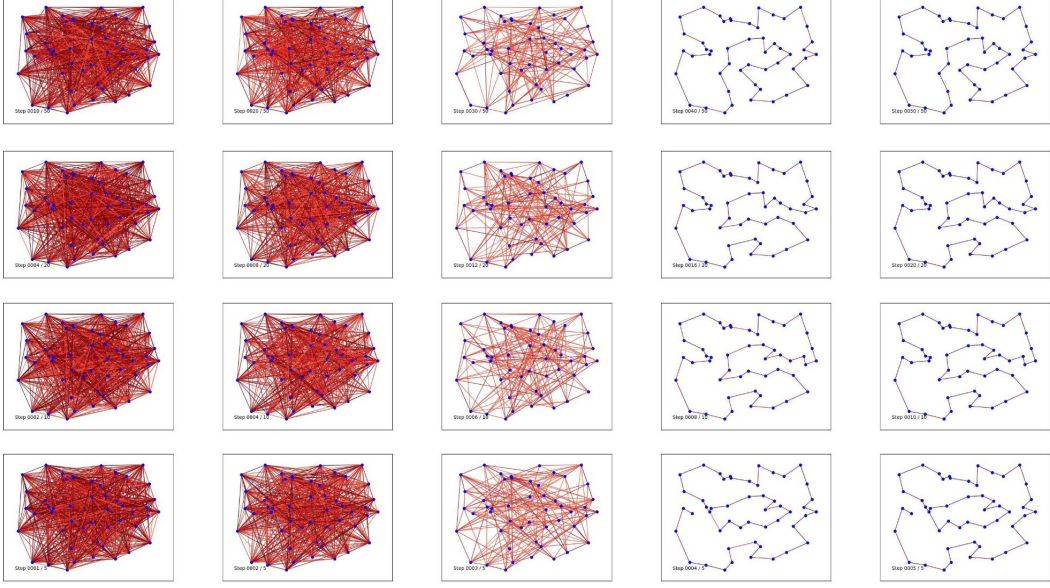 Step 0010 / 50
Step 0020 / 50
Step 0030 / 50
Step 0040 / 50
Step 0050 / 50
Step 0004 / 20
Step 0008 / 20
Step 0012 / 20
Step 0016 / 20
Step 0020 / 20
Step 0002 / 10
Step 0004 / 10
Step 0006 / 10
Step 0008 / 10
Step 0010 / 10
Step 0001 / 5
Step 0002 / 5
Step 0003 / 5
Step 0004 / 5
Step 0005 / 5